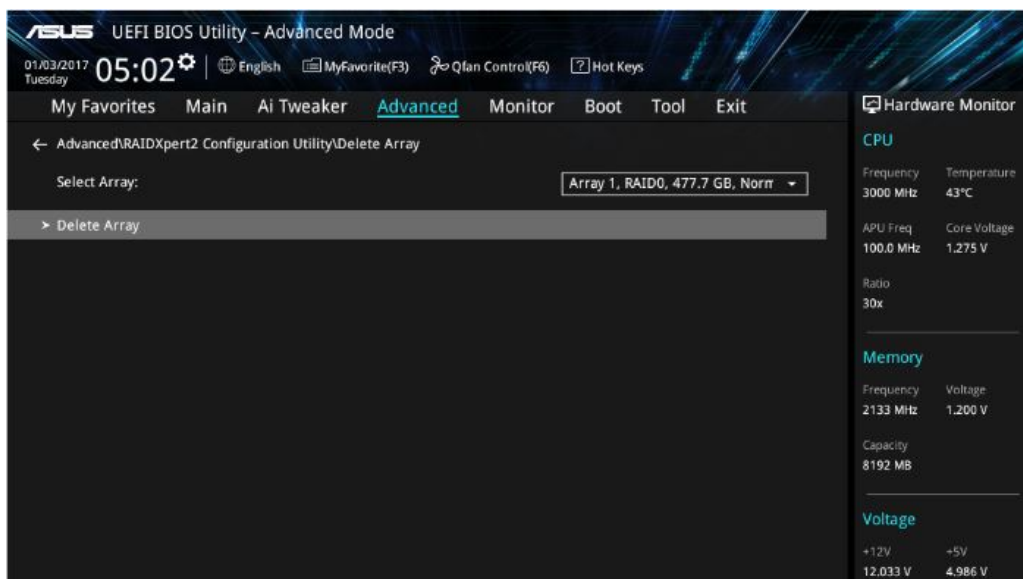 ASUS UEFI BIOS Utility – Advanced Mode
01/03/2017 Tuesday 05:02 English MyFavorite(F3) Qfan Control(F6) ? Hot Keys
My Favorites Main Ai Tweaker Advanced Monitor Boot Tool Exit
← Advanced\RAIDXpert2 Configuration Utility\Delete Array
Select Array: Array 1, RAID0, 477.7 GB, Norm
> Delete Array
Hardware Monitor
CPU
Frequency Temperature
3000 MHz 43°C
APU Freq Core Voltage
100.0 MHz 1.275 V
Ratio
30x
Memory
Frequency Voltage
2133 MHz 1.200 V
Capacity
8192 MB
Voltage
+12V +5V
12.033 V 4.986 V